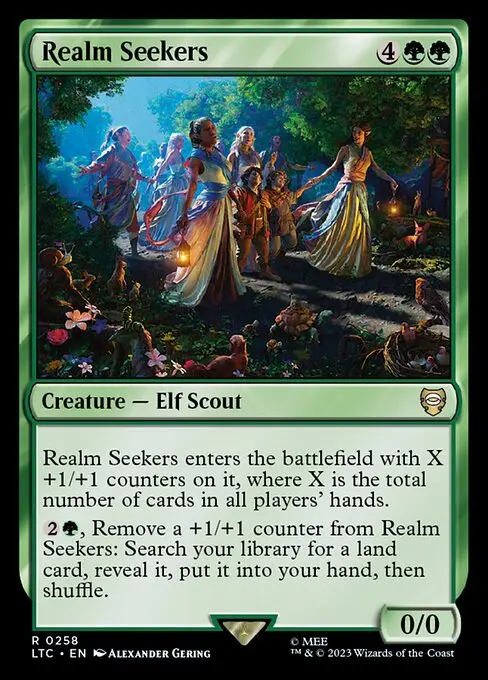 Realm Seekers 4
Creature — Elf Scout
Realm Seekers enters the battlefield with X
+1/+1 counters on it, where X is the total
number of cards in all players' hands.
2, Remove a +1/+1 counter from Realm
Seekers: Search your library for a land
card, reveal it, put it into your hand, then
shuffle.
0/0
R 0258
LTC • EN Alexander Gering
© MEE
™ & © 2023 Wizards of the Coast